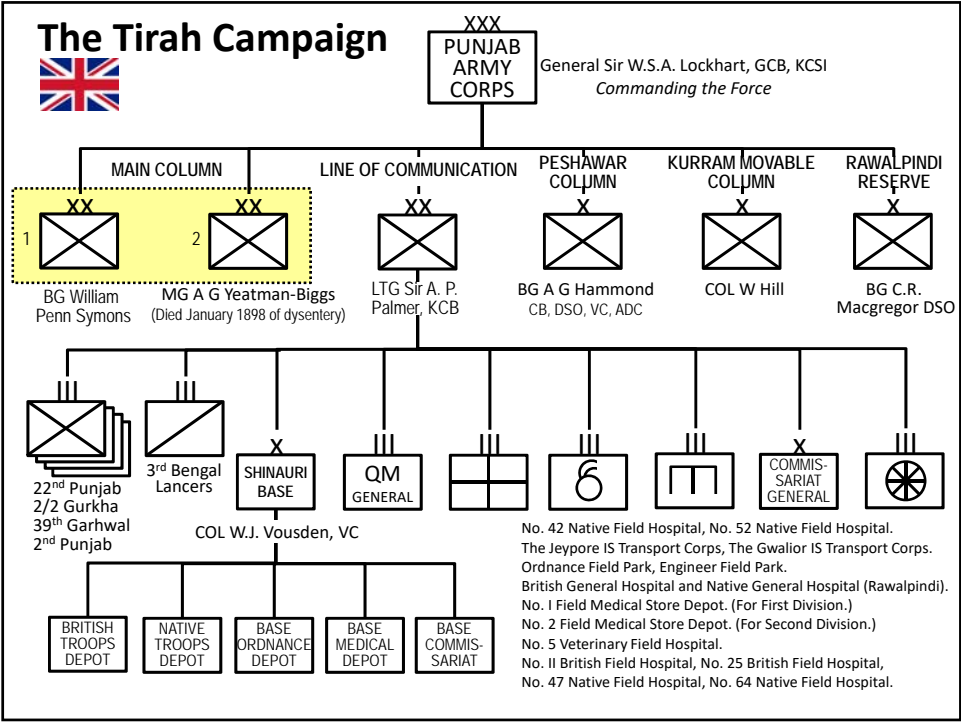 The Tirah Campaign
XXX
PUNJAB
ARMY
CORPS
General Sir W.S.A. Lockhart, GCB, KCSI
Commanding the Force
MAIN COLUMN
LINE OF COMMUNICATION
PESHAWAR
COLUMN
KURRAM MOVABLE
COLUMN
RAWALPINDI
RESERVE
XX
XX
XX
X
X
X
1
2
BG William
Penn Symons
MG A G Yeatman-Biggs
(Died January 1898 of dysentery)
LTG Sir A. P.
Palmer, KCB
BG A G Hammond
CB, DSO, VC, ADC
COL W Hill
BG C.R.
Macgregor DSO
III
22nd Punjab
2/2 Gurkha
39th Garhwal
2nd Punjab
III
3rd Bengal
Lancers
X
SHINAURI
BASE
COL W.J. Vousden, VC
III
QM
GENERAL
III
III
III
X
COMMIS-
SARIAT
GENERAL
III
BRITISH
TROOPS
DEPOT
NATIVE
TROOPS
DEPOT
BASE
ORDNANCE
DEPOT
BASE
MEDICAL
DEPOT
BASE
COMMIS-
SARIAT
No. 42 Native Field Hospital, No. 52 Native Field Hospital.
The Jeypore IS Transport Corps, The Gwalior IS Transport Corps.
Ordnance Field Park, Engineer Field Park.
British General Hospital and Native General Hospital (Rawalpindi).
No. I Field Medical Store Depot. (For First Division.)
No. 2 Field Medical Store Depot. (For Second Division.)
No. 5 Veterinary Field Hospital.
No. II British Field Hospital, No. 25 British Field Hospital,
No. 47 Native Field Hospital, No. 64 Native Field Hospital.